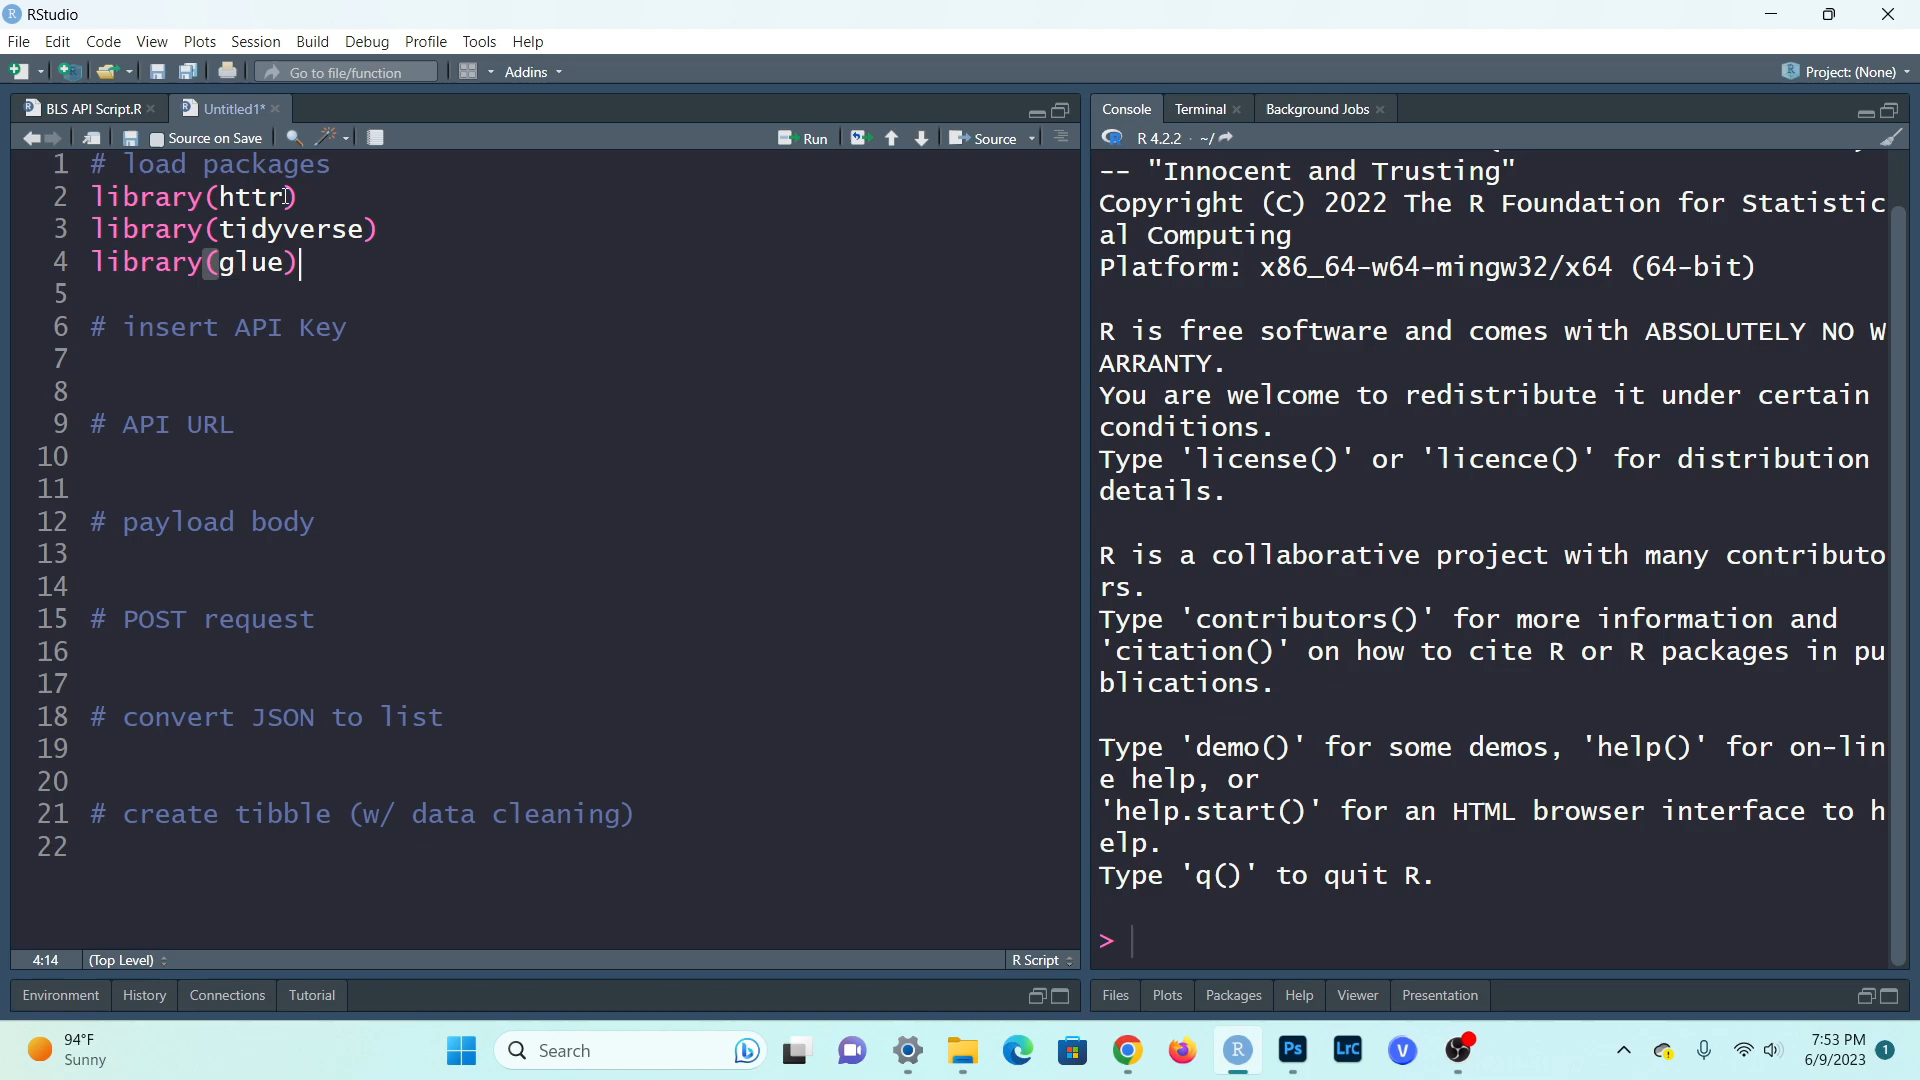 RStudio
File Edit Code View Plots Session Build Debug Profile Tools Help
Go to file/function Addins Project: (None)
BLS API Script.R Untitled1*
Source on Save Run Source
1 # load packages
2 library(httr)
3 library(tidyverse)
4 library(glue)
5
6 # insert API Key
7
8
9 # API URL
10
11
12 # payload body
13
14
15 # POST request
16
17
18 # convert JSON to list
19
20
21 # create tibble (w/ data cleaning)
22
4:14 (Top Level) R Script
Environment History Connections Tutorial
Console Terminal Background Jobs
R 4.2.2 · ~/
-- "Innocent and Trusting"
Copyright (C) 2022 The R Foundation for Statistic
al Computing
Platform: x86_64-w64-mingw32/x64 (64-bit)
R is free software and comes with ABSOLUTELY NO W
ARRANTY.
You are welcome to redistribute it under certain
conditions.
Type 'license()' or 'licence()' for distribution
details.
R is a collaborative project with many contributo
rs.
Type 'contributors()' for more information and
'citation()' on how to cite R or R packages in pu
blications.
Type 'demo()' for some demos, 'help()' for on-lin
e help, or
'help.start()' for an HTML browser interface to h
elp.
Type 'q()' to quit R.
>
Files Plots Packages Help Viewer Presentation
94°F
Sunny
Search
R Ps LrC V
7:53 PM
6/9/2023
1